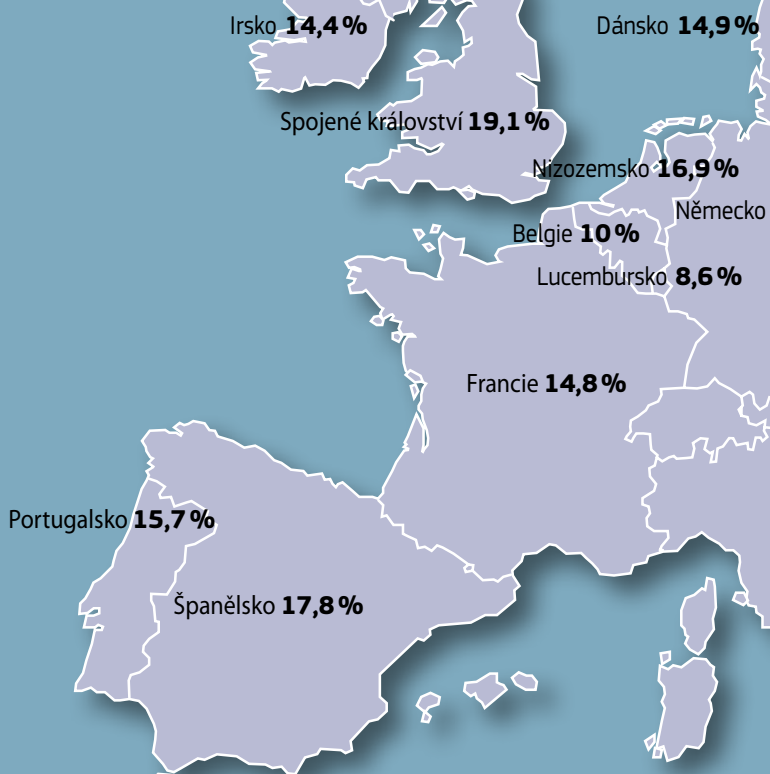 Irsko 14,4 %
Dánsko 14,9 %
Spojené království 19,1 %
Nizozemsko 16,9 %
Německo
Belgie 10 %
Lucembursko 8,6 %
Francie 14,8 %
Portugalsko 15,7 %
Španělsko 17,8 %